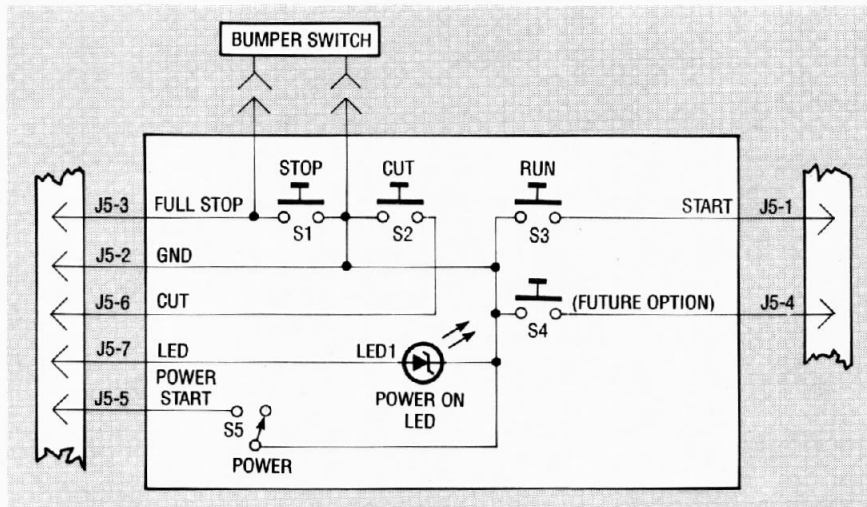 BUMPER SWITCH
STOP
CUT
RUN
J5-3
FULL STOP
START
J5-1
S1
S2
S3
J5-2
GND
J5-6
CUT
(FUTURE OPTION)
J5-4
S4
J5-7
LED
LED1
POWER
START
POWER ON
LED
J5-5
S5
POWER